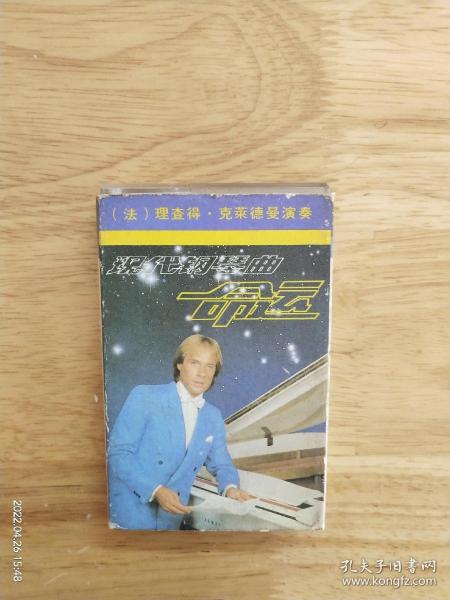 （法）理查得·克莱德曼演奏
现代钢琴曲
命运
2022.04.26 15:48
孔夫子旧书网
www.kongfz.com